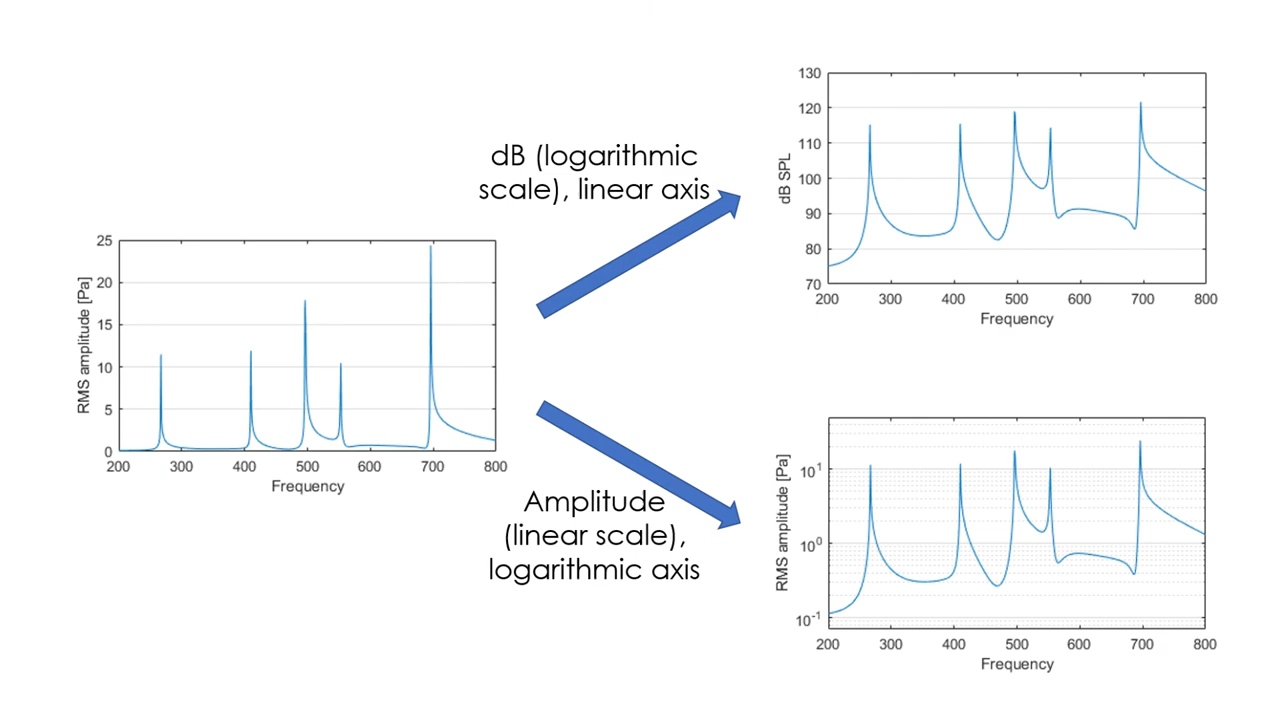 dB (logarithmic
scale), linear axis
RMS amplitude [Pa]
25
20
15
10
5
0
200 300 400 500 600 700 800
Frequency
Amplitude
(linear scale),
logarithmic axis
dB SPL
130
120
110
100
90
80
70
200 300 400 500 600 700 800
Frequency
RMS amplitude [Pa]
10¹
10⁰
10⁻¹
200 300 400 500 600 700 800
Frequency